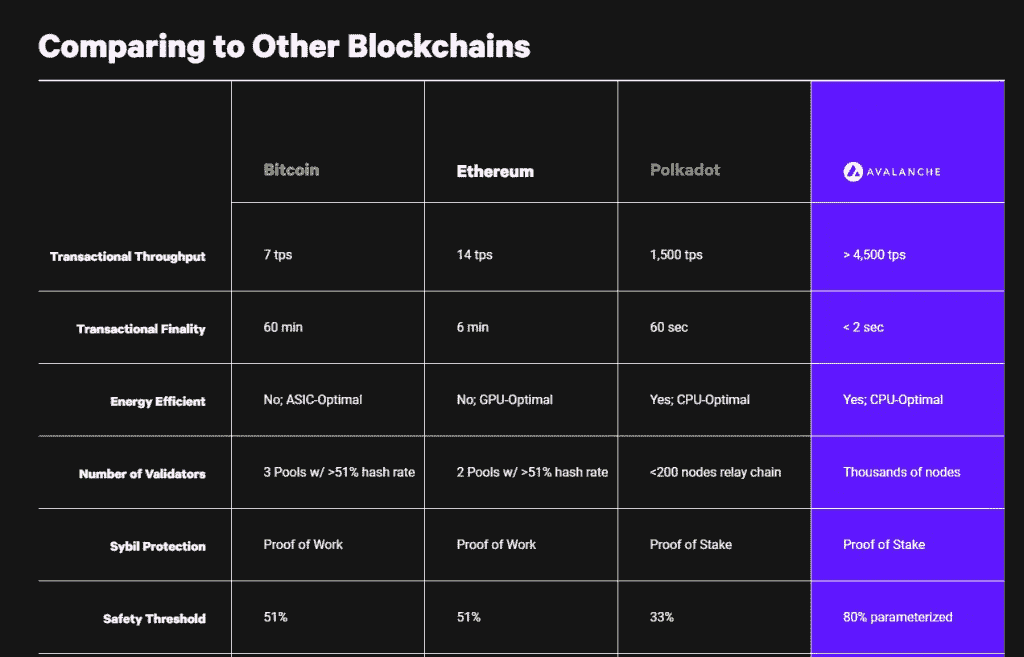 Comparing to Other Blockchains
Bitcoin Ethereum Polkadot AVALANCHE
Transactional Throughput 7 tps 14 tps 1,500 tps > 4,500 tps
Transactional Finality 60 min 6 min 60 sec < 2 sec
Energy Efficient No; ASIC-Optimal No; GPU-Optimal Yes; CPU-Optimal Yes; CPU-Optimal
Number of Validators 3 Pools w/ >51% hash rate 2 Pools w/ >51% hash rate <200 nodes relay chain Thousands of nodes
Sybil Protection Proof of Work Proof of Work Proof of Stake Proof of Stake
Safety Threshold 51% 51% 33% 80% parameterized